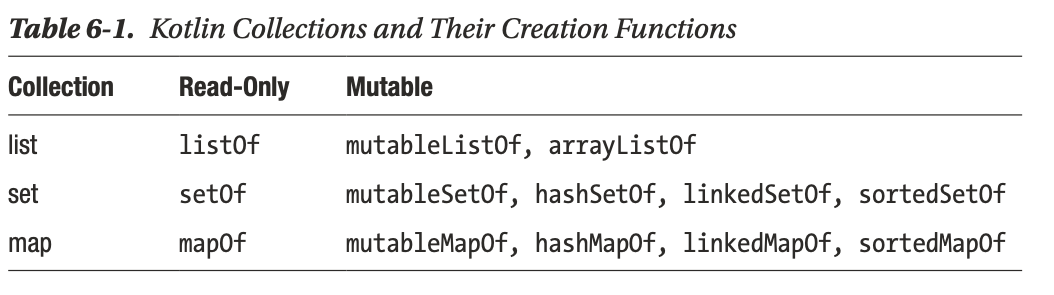 Table 6-1. Kotlin Collections and Their Creation Functions
Collection Read-Only Mutable
list listOf mutableListOf, arrayListOf
set setOf mutableSetOf, hashSetOf, linkedSetOf, sortedSetOf
map mapOf mutableMapOf, hashMapOf, linkedMapOf, sortedMapOf